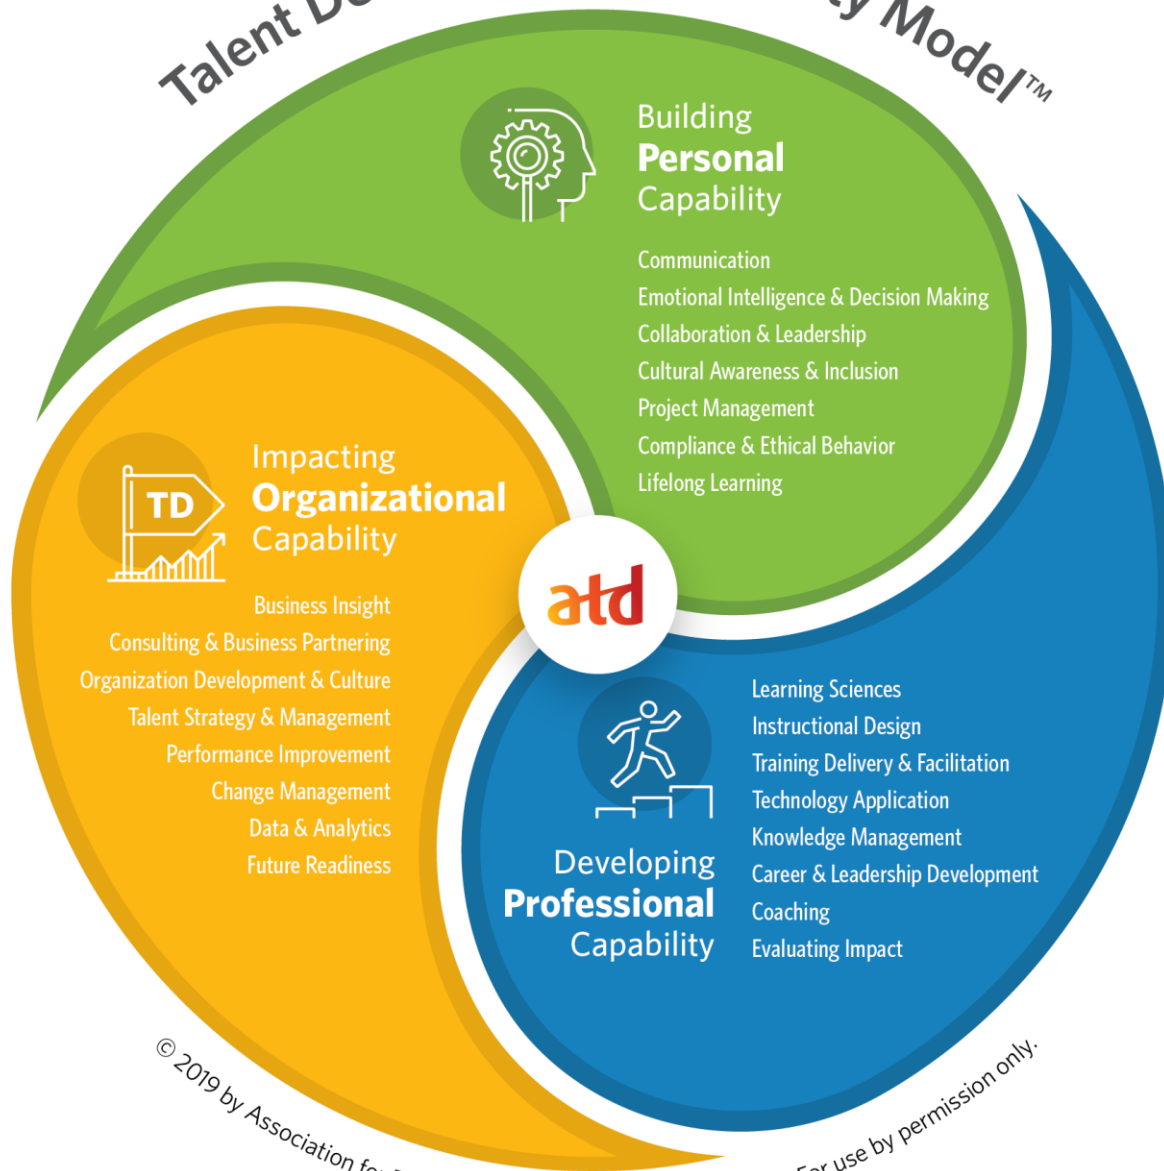 Talent
Model™
Building
Personal
Capability
Communication
Emotional Intelligence & Decision Making
Collaboration & Leadership
Cultural Awareness & Inclusion
Project Management
Compliance & Ethical Behavior
Lifelong Learning
TD
Impacting
Organizational
Capability
Business Insight
Consulting & Business Partnering
Organization Development & Culture
Talent Strategy & Management
Performance Improvement
Change Management
Data & Analytics
Future Readiness
atd
Developing
Professional
Capability
Learning Sciences
Instructional Design
Training Delivery & Facilitation
Technology Application
Knowledge Management
Career & Leadership Development
Coaching
Evaluating Impact
© 2019 by Association for
For use by permission only.